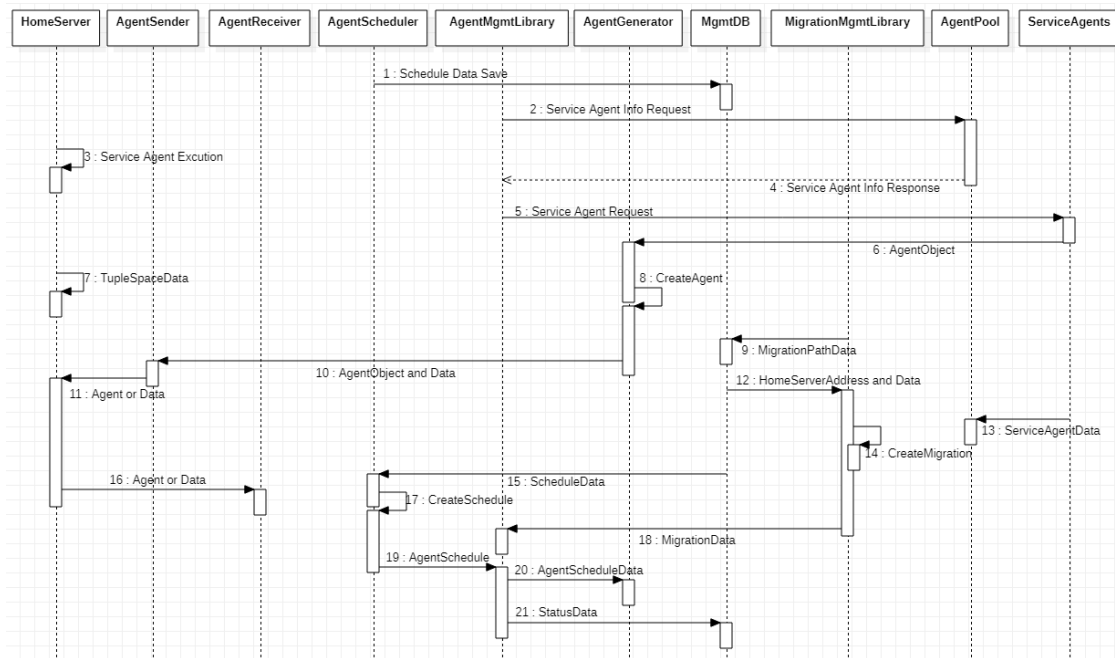 HomeServer AgentSender AgentReceiver AgentScheduler AgentMgmtLibrary AgentGenerator MgmtDB MigrationMgmtLibrary AgentPool ServiceAgents
1 : Schedule Data Save
2 : Service Agent Info Request
3 : Service Agent Excution
4 : Service Agent Info Response
5 : Service Agent Request
6 : AgentObject
7 : TupleSpaceData
8 : CreateAgent
9 : MigrationPathData
10 : AgentObject and Data
12 : HomeServerAddress and Data
11 : Agent or Data
13 : ServiceAgentData
14 : CreateMigration
16 : Agent or Data
15 : ScheduleData
17 : CreateSchedule
18 : MigrationData
19 : AgentSchedule
20 : AgentScheduleData
21 : StatusData